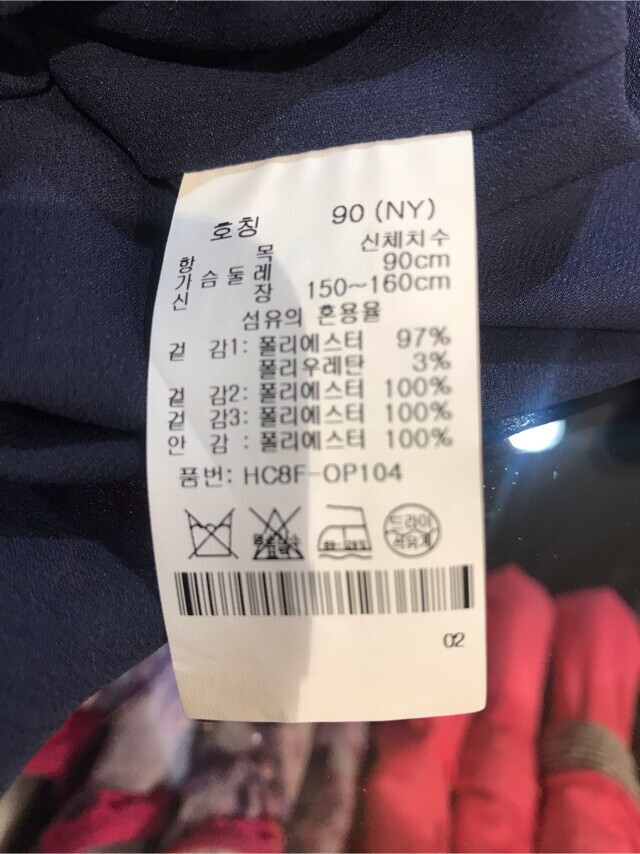 호칭 90 (NY)
항목 신체치수
가슴둘레 90cm
신장 150~160cm
섬유의 혼용율
겉 감1: 폴리에스터 97%
폴리우레탄 3%
겉 감2: 폴리에스터 100%
겉 감3: 폴리에스터 100%
안 감 : 폴리에스터 100%
품번: HC8F-OP104
드라이
석유계
02